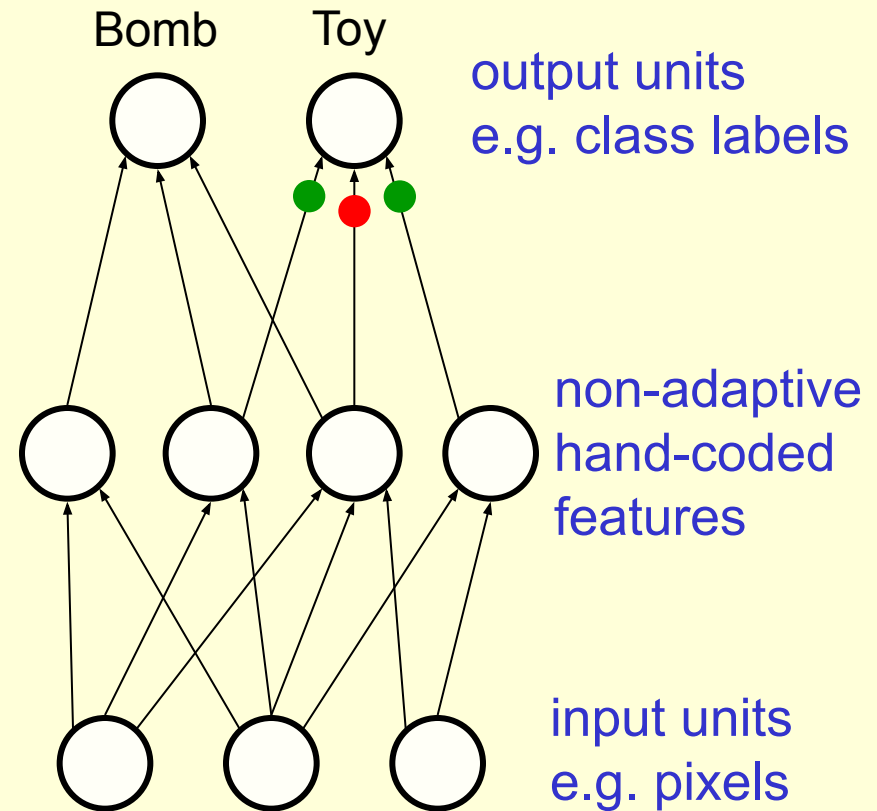 Bomb Toy
output units
e.g. class labels
non-adaptive
hand-coded
features
input units
e.g. pixels